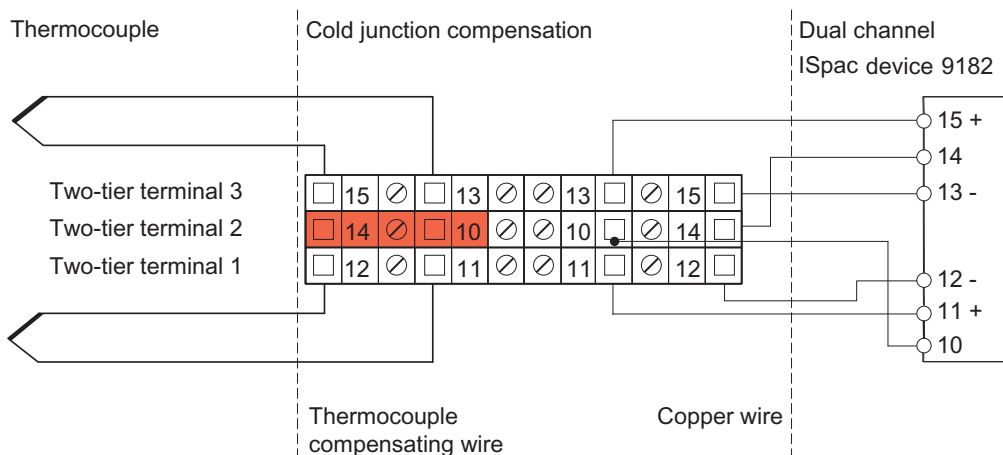 Thermocouple
Cold junction compensation
Dual channel
ISpac device 9182
15 +
14
13 -
Two-tier terminal 3
15 13 13 15
Two-tier terminal 2
14 10 10 14
Two-tier terminal 1
12 11 11 12
12 -
11 +
10
Thermocouple
compensating wire
Copper wire